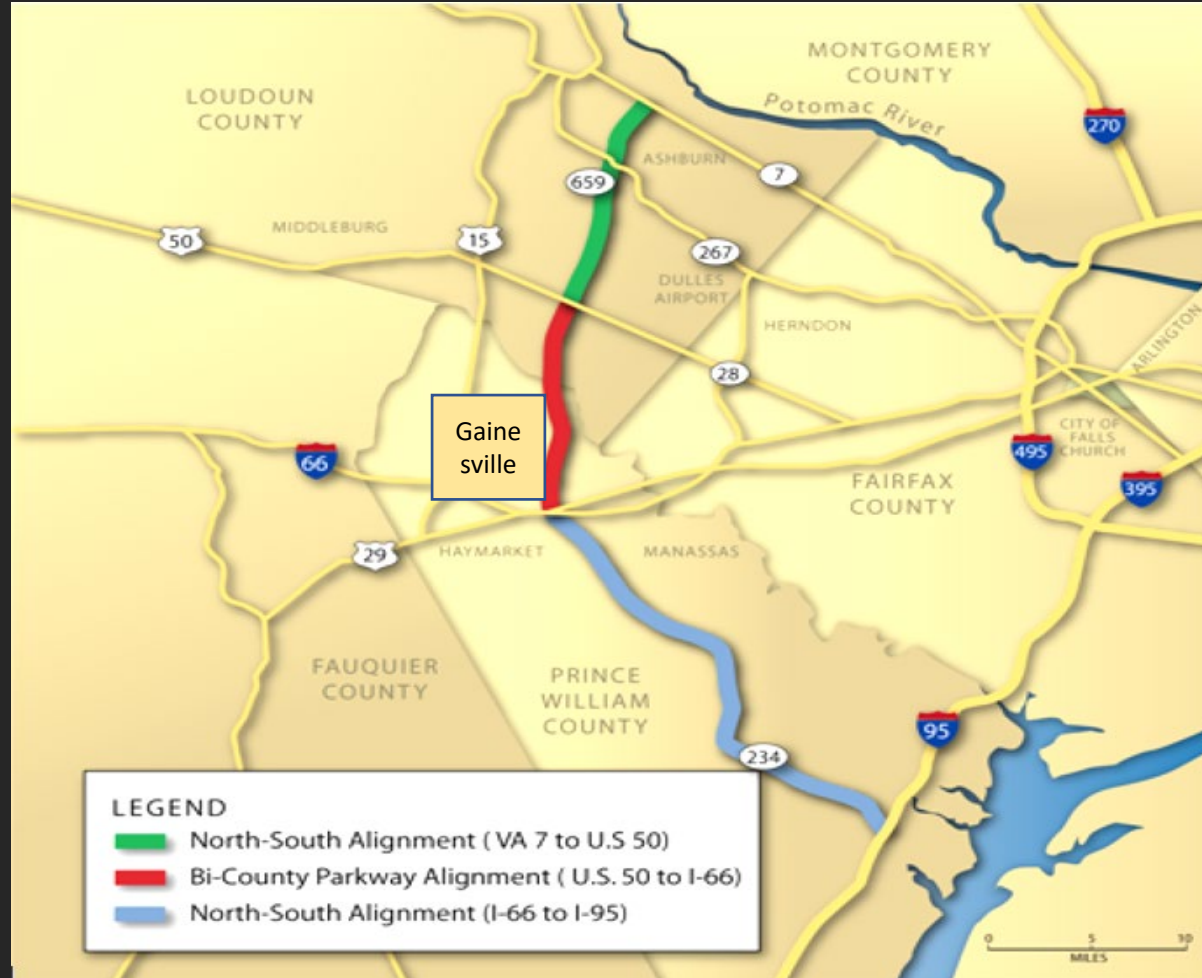 MONTGOMERY
COUNTY
LOUDOUN
COUNTY
Potomac River
270
ASHBURN
7
659
MIDDLEBURG
50
15
267
DULLES
AIRPORT
HERNDON
ARLINGTON
28
Gaine
sville
CITY OF
FALLS
CHURCH
66
495
395
FAIRFAX
COUNTY
29
HAYMARKET
MANASSAS
FAUQUIER
COUNTY
PRINCE
WILLIAM
COUNTY
95
234
LEGEND
North-South Alignment ( VA 7 to U.S 50)
Bi-County Parkway Alignment ( U.S. 50 to I-66)
North-South Alignment (I-66 to I-95)
0 5 10
MILES